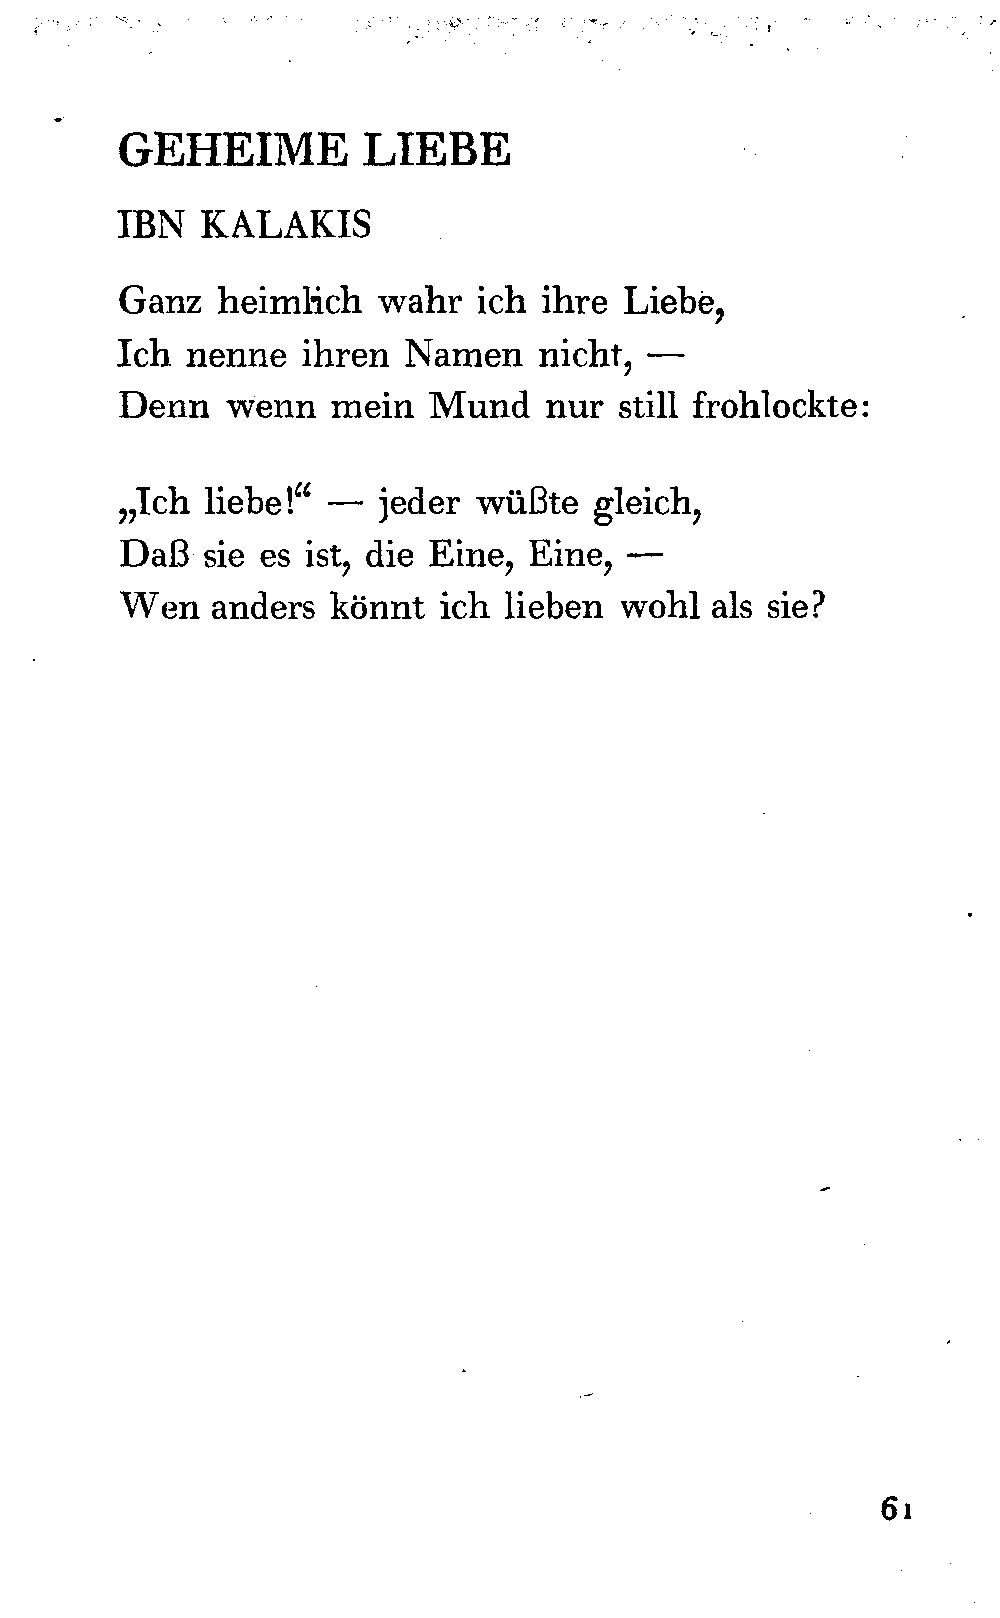 GEHEIME LIEBE
IBN KALAKIS
Ganz heimlich wahr ich ihre Liebe,
Ich nenne ihren Namen nicht, —
Denn wenn mein Mund nur still frohlockte:
„Ich liebe!“ — jeder wüßte gleich,
Daß sie es ist, die Eine, Eine, —
Wen anders könnt ich lieben wohl als sie?
61